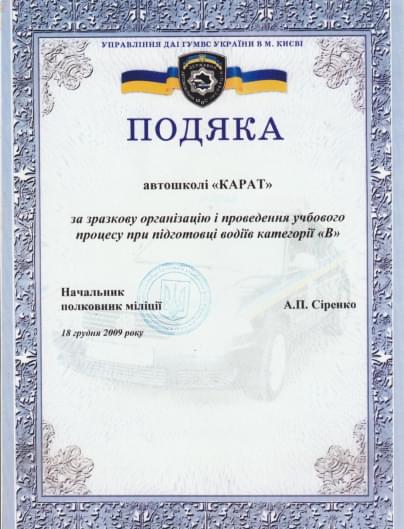 УПРАВЛІННЯ ДАІ ГУМВС УКРАЇНИ В М. КИЄВІ
ПОДЯКА
автошколі «КАРАТ»
за зразкову організацію і проведення учбового
процесу при підготовці водіїв категорії «В»
Начальник
полковник міліції А.П. Сіренко
18 грудня 2009 року